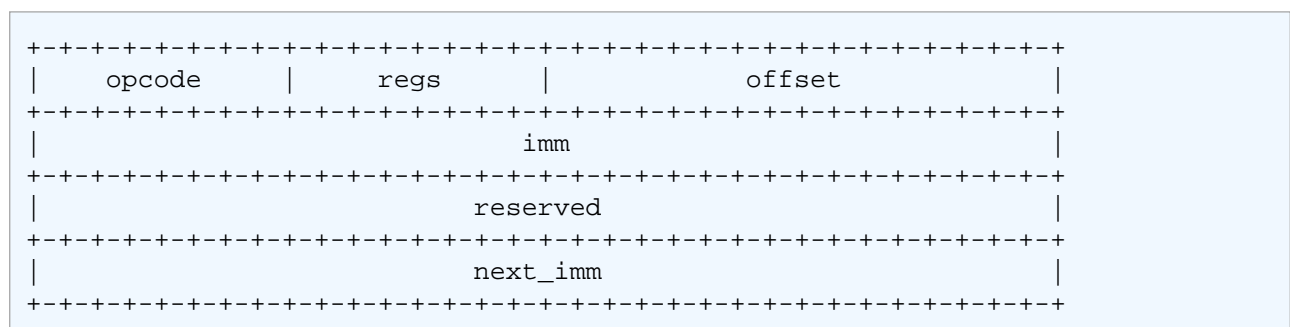 +-+-+-+-+-+-+-+-+-+-+-+-+-+-+-+-+-+-+-+-+-+-+-+-+-+-+-+-+-+-+-+-+
|    opcode     |     regs      |            offset             |
+-+-+-+-+-+-+-+-+-+-+-+-+-+-+-+-+-+-+-+-+-+-+-+-+-+-+-+-+-+-+-+-+
|                              imm                              |
+-+-+-+-+-+-+-+-+-+-+-+-+-+-+-+-+-+-+-+-+-+-+-+-+-+-+-+-+-+-+-+-+
|                           reserved                            |
+-+-+-+-+-+-+-+-+-+-+-+-+-+-+-+-+-+-+-+-+-+-+-+-+-+-+-+-+-+-+-+-+
|                           next_imm                            |
+-+-+-+-+-+-+-+-+-+-+-+-+-+-+-+-+-+-+-+-+-+-+-+-+-+-+-+-+-+-+-+-+